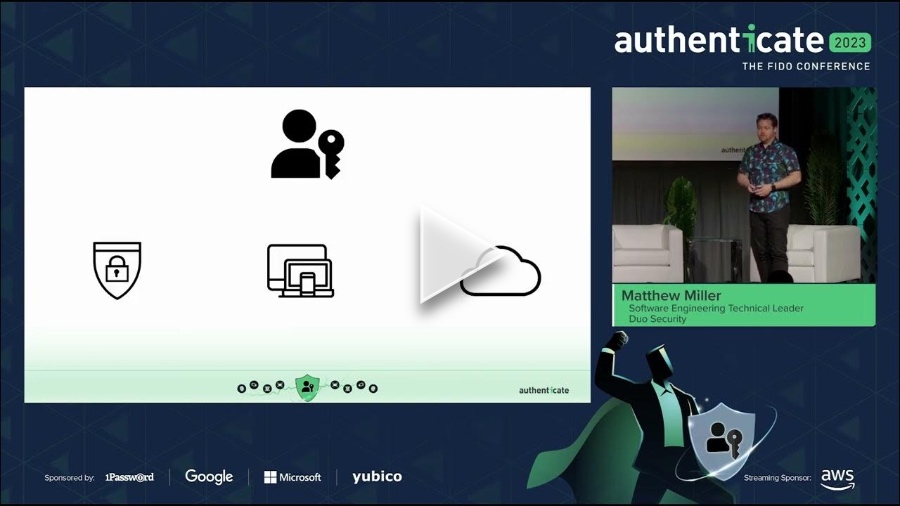 authenticate 2023
THE FIDO CONFERENCE
Matthew Miller
Software Engineering Technical Leader
Duo Security
authenticate
Sponsored by:
1Password
Google
Microsoft
yubico
Streaming Sponsor:
aws